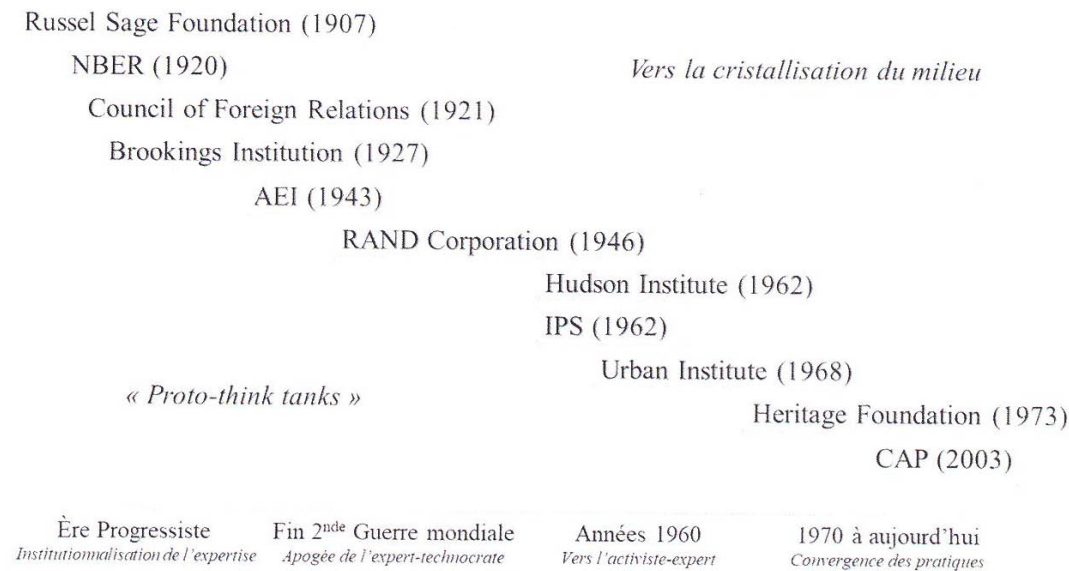 Russel Sage Foundation (1907)
NBER (1920)
Vers la cristallisation du milieu
Council of Foreign Relations (1921)
Brookings Institution (1927)
AEI (1943)
RAND Corporation (1946)
Hudson Institute (1962)
IPS (1962)
Urban Institute (1968)
« Proto-think tanks »
Heritage Foundation (1973)
CAP (2003)
Ère Progressiste
Institutionnalisation de l'expertise
Fin 2nde Guerre mondiale
Apogée de l'expert-technocrate
Années 1960
Vers l'activiste-expert
1970 à aujourd'hui
Convergence des pratiques